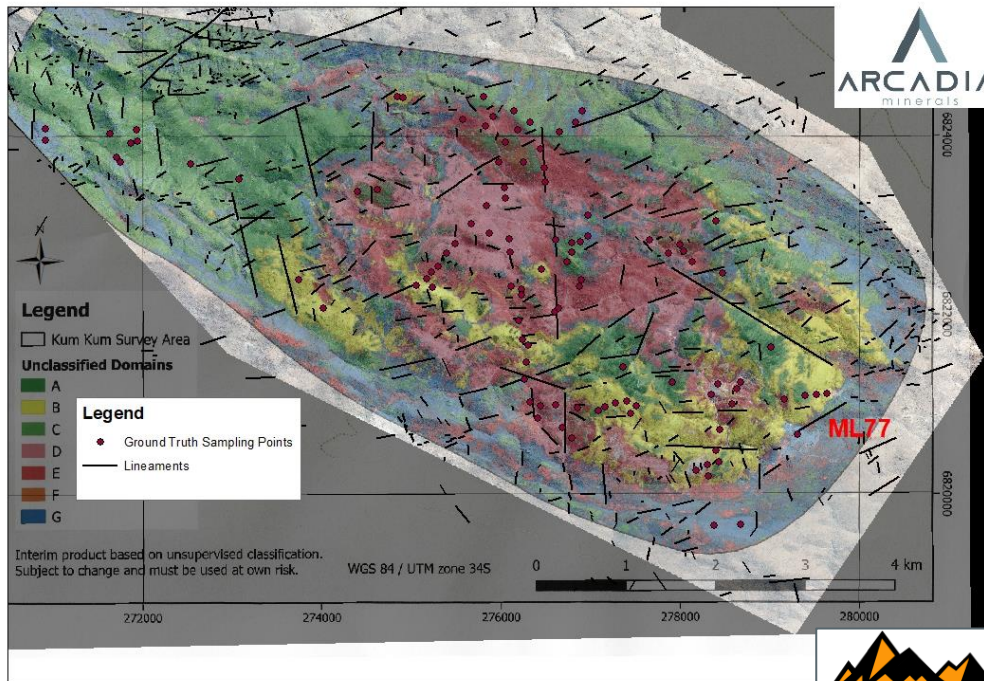 ARCADIA
minerals
6824000
6822000
ML77
6820000
Legend
Kum Kum Survey Area
Unclassified Domains
A
B
C
D
E
F
G
Legend
Ground Truth Sampling Points
Lineaments
Interim product based on unsupervised classification.
Subject to change and must be used at own risk.
WGS 84 / UTM zone 34S
0 1 2 3 4 km
272000 274000 276000 278000 280000